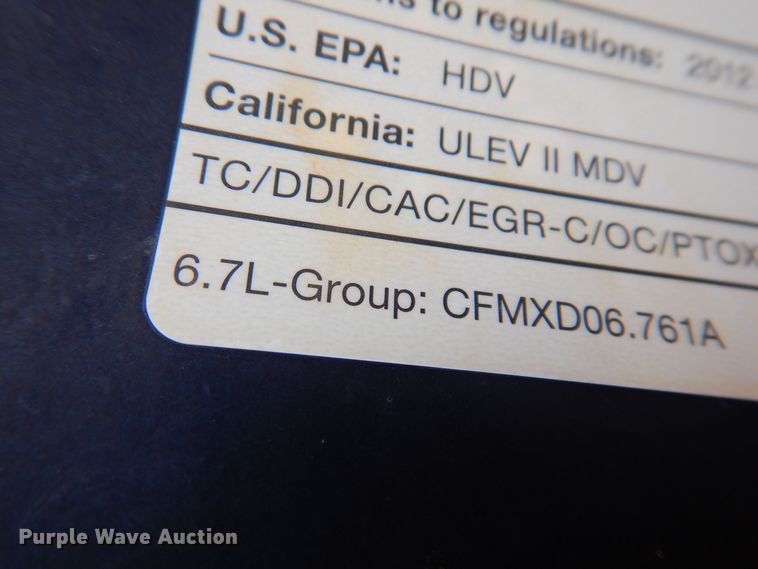 to regulations: 2012
U.S. EPA: HDV
California: ULEV II MDV
TC/DDI/CAC/EGR-C/OC/PTOX
6.7L-Group: CFMXD06.761A
Purple Wave Auction